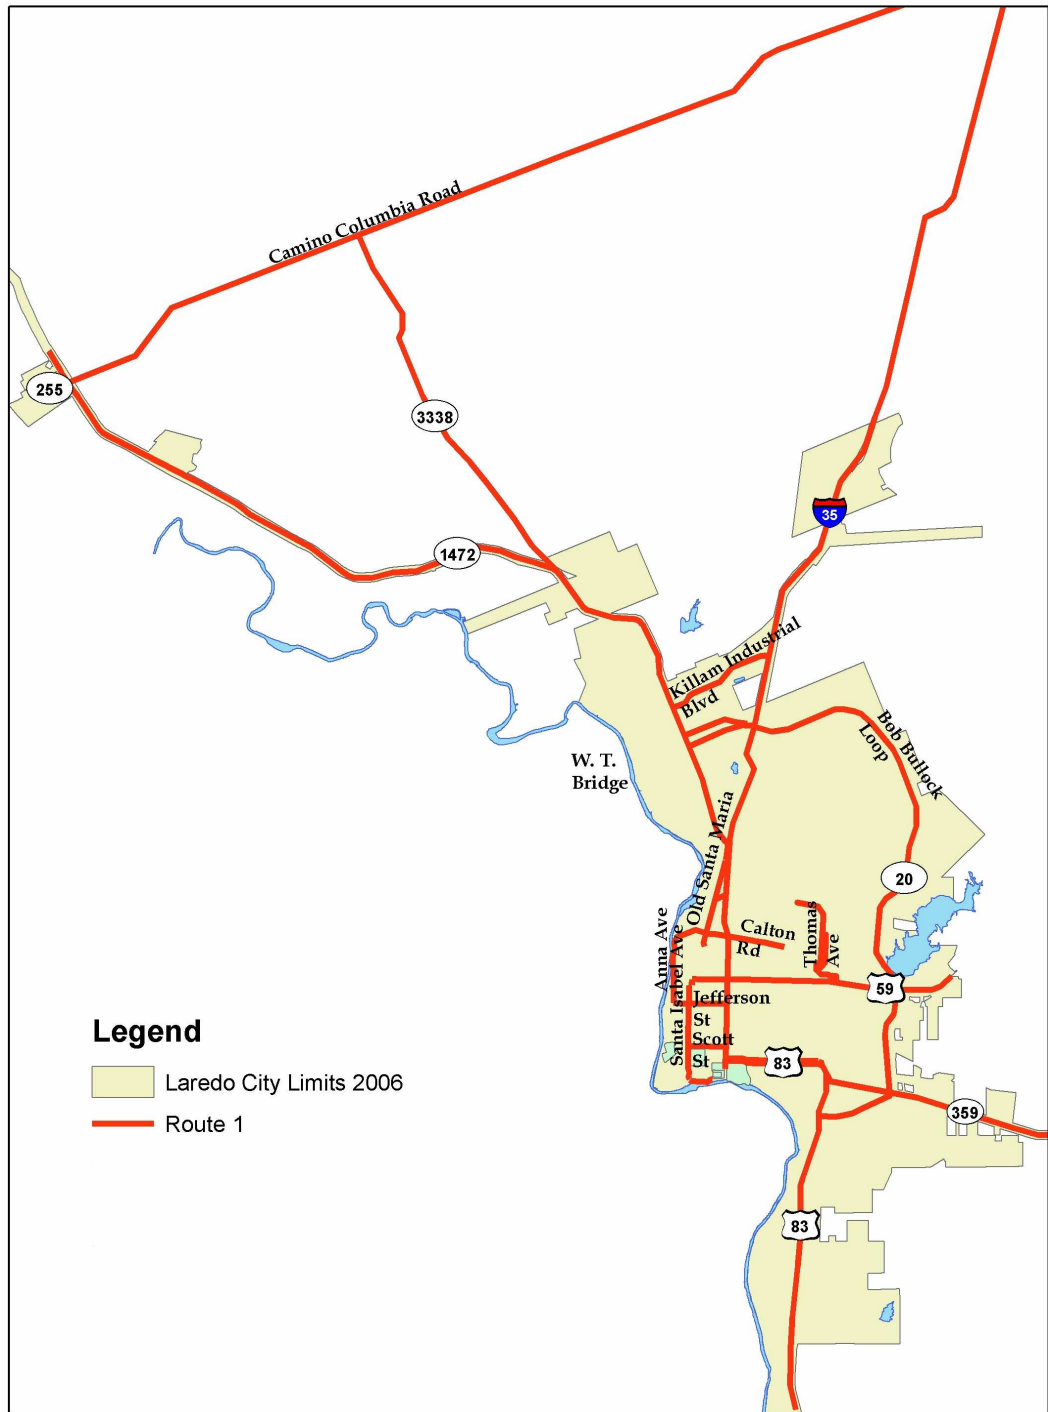 Camino Columbia Road
255
3338
1472
35
Killam Industrial
Blvd
Bob Bullock
Loop
W. T.
Bridge
Old Santa Maria
20
Anna Ave
Santa Isabel Ave
Calton
Rd
Thomas
Ave
59
Jefferson
St
Scott
St
83
359
83
Legend
Laredo City Limits 2006
Route 1